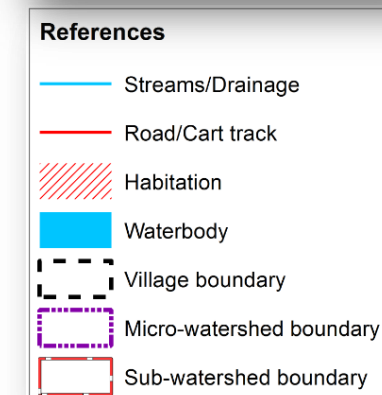 References
Streams/Drainage
Road/Cart track
Habitation
Waterbody
Village boundary
Micro-watershed boundary
Sub-watershed boundary